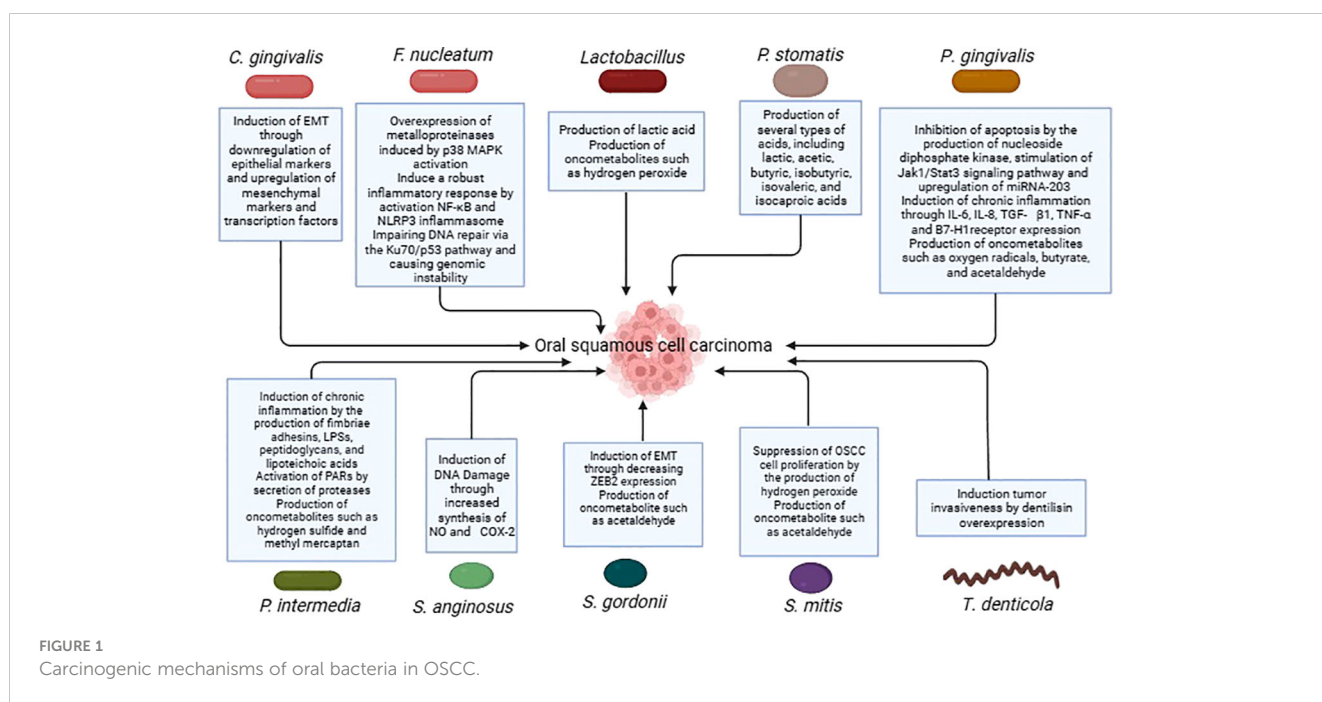 C. gingivalis
F. nucleatum
Lactobacillus
P. stomatis
P. gingivalis
Induction of EMT
through
downregulation of
epithelial markers
and upregulation of
mesenchymal
markers and
transcription factors
Overexpression of
metalloproteinases
induced by p38 MAPK
activation
Induce a robust
inflammatory response by
activation NF-κB and
NLRP3 inflammasome
Impairing DNA repair via
the Ku70/p53 pathway and
causing genomic
instability
Production of lactic acid
Production of
oncometabolites such
as hydrogen peroxide
Production of
several types of
acids, including
lactic, acetic,
butyric, isobutyric,
isovaleric, and
isocaproic acids
Inhibition of apoptosis by the
production of nucleoside
diphosphate kinase, stimulation of
Jak1/Stat3 signaling pathway and
upregulation of miRNA-203
Induction of chronic inflammation
through IL-6, IL-8, TGF- β1, TNF-α
and B7-H1receptor expression
Production of oncometabolites
such as oxygen radicals, butyrate,
and acetaldehyde
Oral squamous cell carcinoma
Induction of chronic
inflammation by the
production of fimbriae
adhesins, LPSs,
peptidoglycans, and
lipoteichoic acids
Activation of PARs by
secretion of proteases
Production of
oncometabolites such as
hydrogen sulfide and
methyl mercaptan
Induction of
DNA Damage
through
increased
synthesis of
NO and COX-2
Induction of EMT
through decreasing
ZEB2 expression
Production of
oncometabolite such
as acetaldehyde
Suppression of OSCC
cell proliferation by
the production of
hydrogen peroxide
Production of
oncometabolite such
as acetaldehyde
Induction tumor
invasiveness by dentilisin
overexpression
P. intermedia
S. anginosus
S. gordonii
S. mitis
T. denticola
FIGURE 1
Carcinogenic mechanisms of oral bacteria in OSCC.